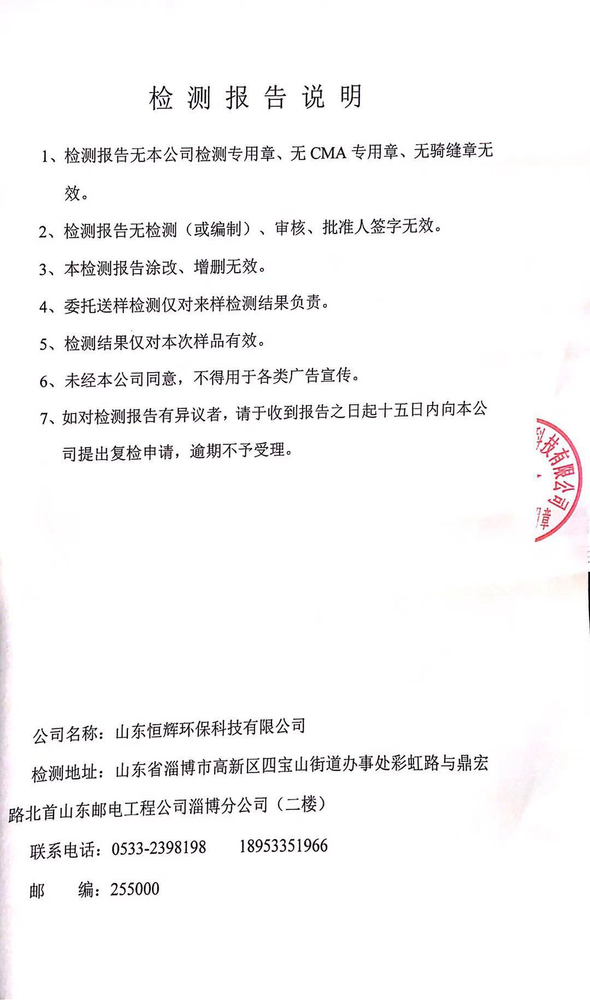 检测报告说明
1、检测报告无本公司检测专用章、无 CMA 专用章、无骑缝章无
效。
2、检测报告无检测（或编制）、审核、批准人签字无效。
3、本检测报告涂改、增删无效。
4、委托送样检测仅对来样检测结果负责。
5、检测结果仅对本次样品有效。
6、未经本公司同意，不得用于各类广告宣传。
7、如对检测报告有异议者，请于收到报告之日起十五日内向本公
司提出复检申请，逾期不予受理。
科技有限公司
章
公司名称：山东恒辉环保科技有限公司
检测地址：山东省淄博市高新区四宝山街道办事处彩虹路与鼎宏
路北首山东邮电工程公司淄博分公司（二楼）
联系电话：0533-2398198 18953351966
邮 编：255000